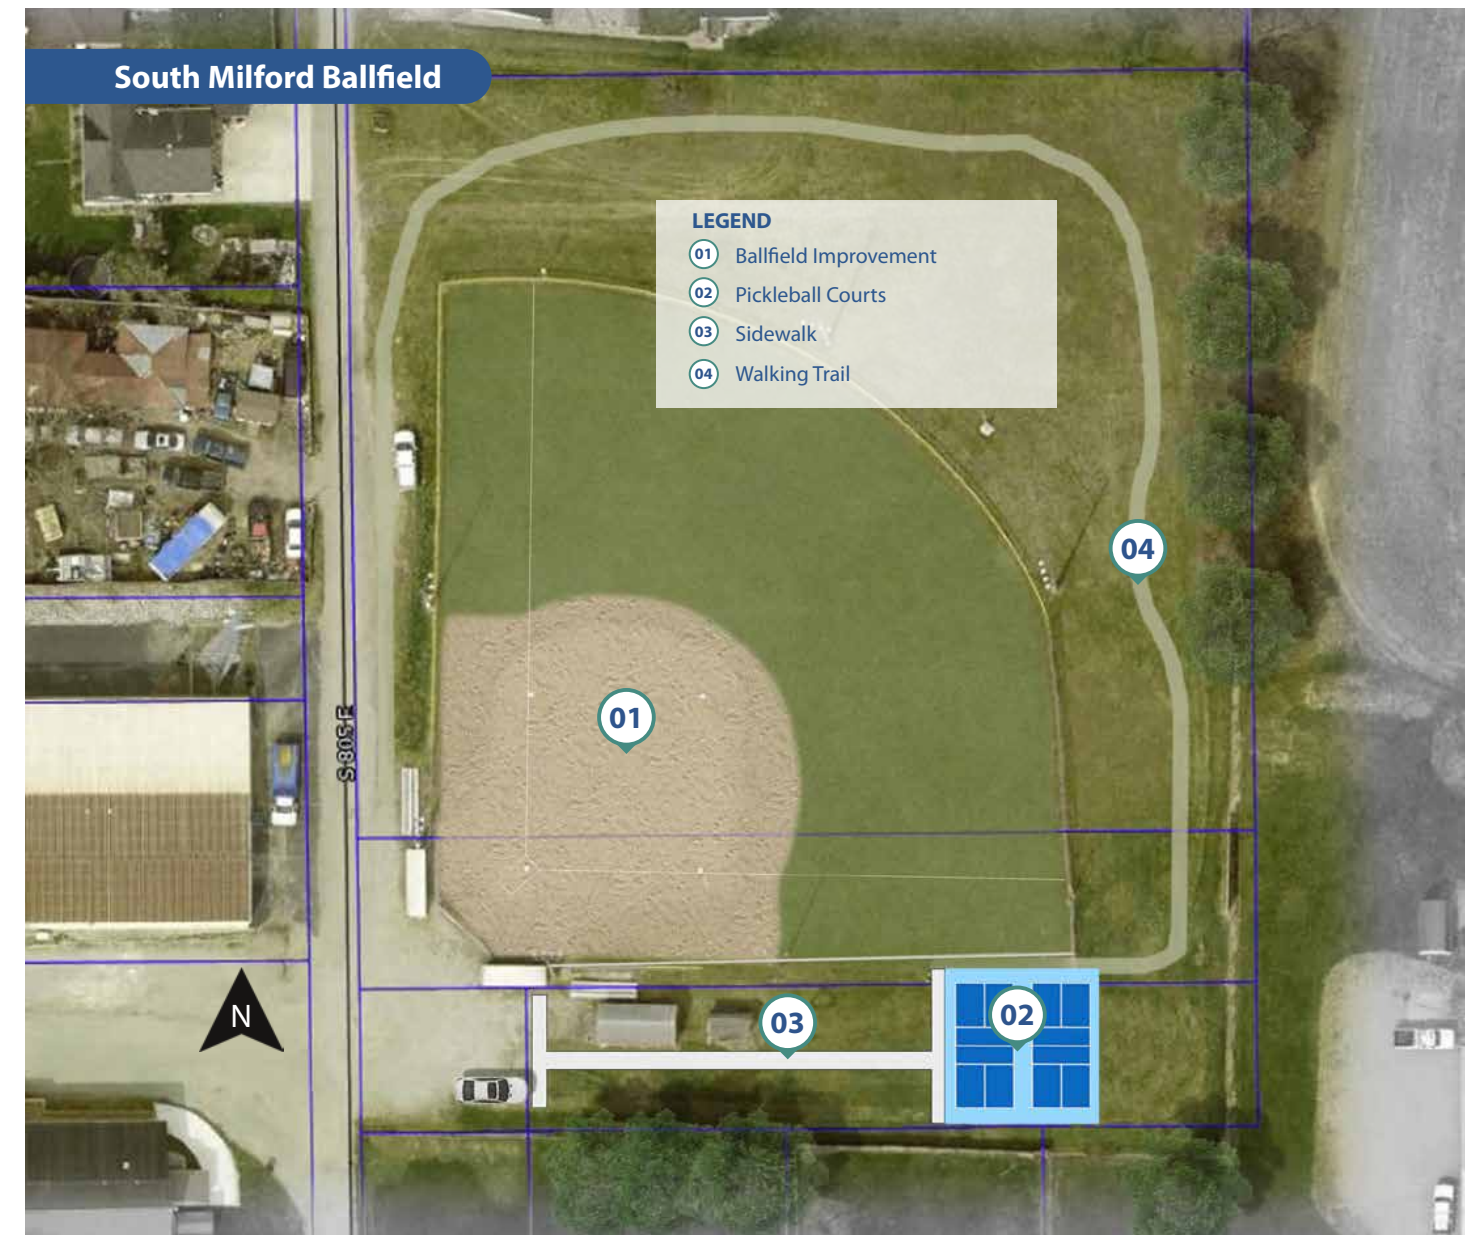 South Milford Ballfield
LEGEND
01 Ballfield Improvement
02 Pickleball Courts
03 Sidewalk
04 Walking Trail
04
01
S 805 E
N
03
02